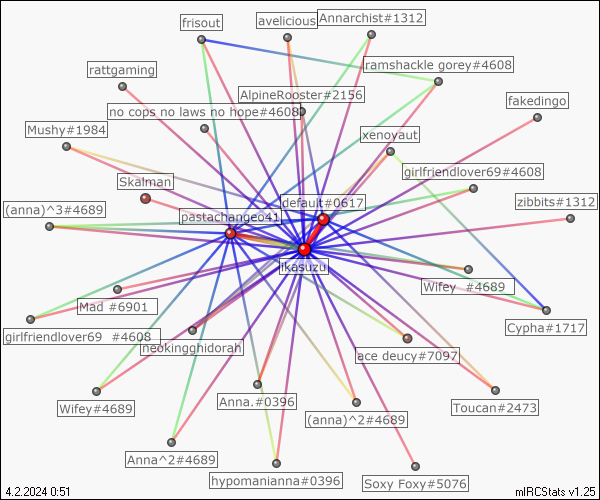 frisout
avelicious
Annarchist#1312
rattgaming
ramshackle gorey#4608
AlpineRooster#2156
fakedingo
no cops no laws no hope#4608
Mushy#1984
xenoyaut
girlfriendlover69#4608
Skalman
default#0617
zibbits#1312
(anna)^3#4689
pastachangeo41
ikasuzu
Wifey #4689
Mad #6901
Cypha#1717
girlfriendlover69 #4608
neokingghidorah
ace deucy#7097
Wifey#4689
Anna.#0396
(anna)^2#4689
Toucan#2473
Anna^2#4689
hypomanianna#0396
Soxy Foxy#5076
4.2.2024 0:51
mIRCStats v1.25